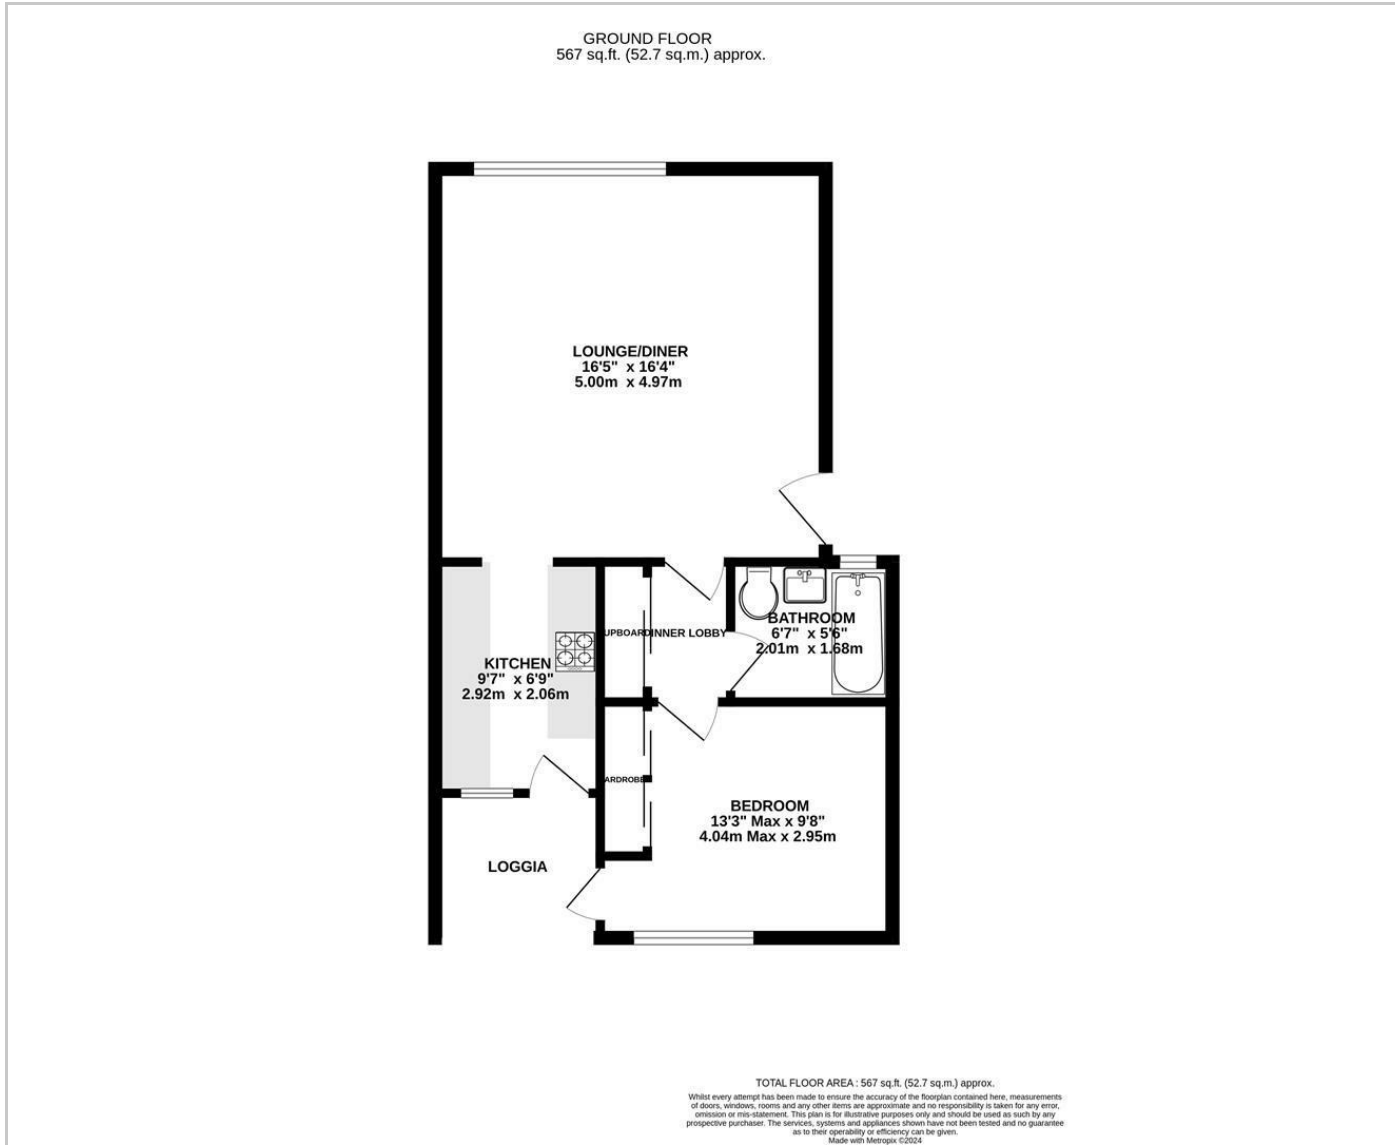 GROUND FLOOR
567 sq.ft. (52.7 sq.m.) approx.
LOUNGE/DINER
16'5" x 16'4"
5.00m x 4.97m
UPBOARD
INNER LOBBY
BATHROOM
6'7" x 5'6"
2.01m x 1.68m
KITCHEN
9'7" x 6'9"
2.92m x 2.06m
ARDROBE
BEDROOM
13'3" Max x 9'8"
4.04m Max x 2.95m
LOGGIA
TOTAL FLOOR AREA : 567 sq.ft. (52.7 sq.m.) approx.
Whilst every attempt has been made to ensure the accuracy of the floorplan contained here, measurements
of doors, windows, rooms and any other items are approximate and no responsibility is taken for any error,
omission or mis-statement. This plan is for illustrative purposes only and should be used as such by any
prospective purchaser. The services, systems and appliances shown have not been tested and no guarantee
as to their operability or efficiency can be given.
Made with Metropix ©2024